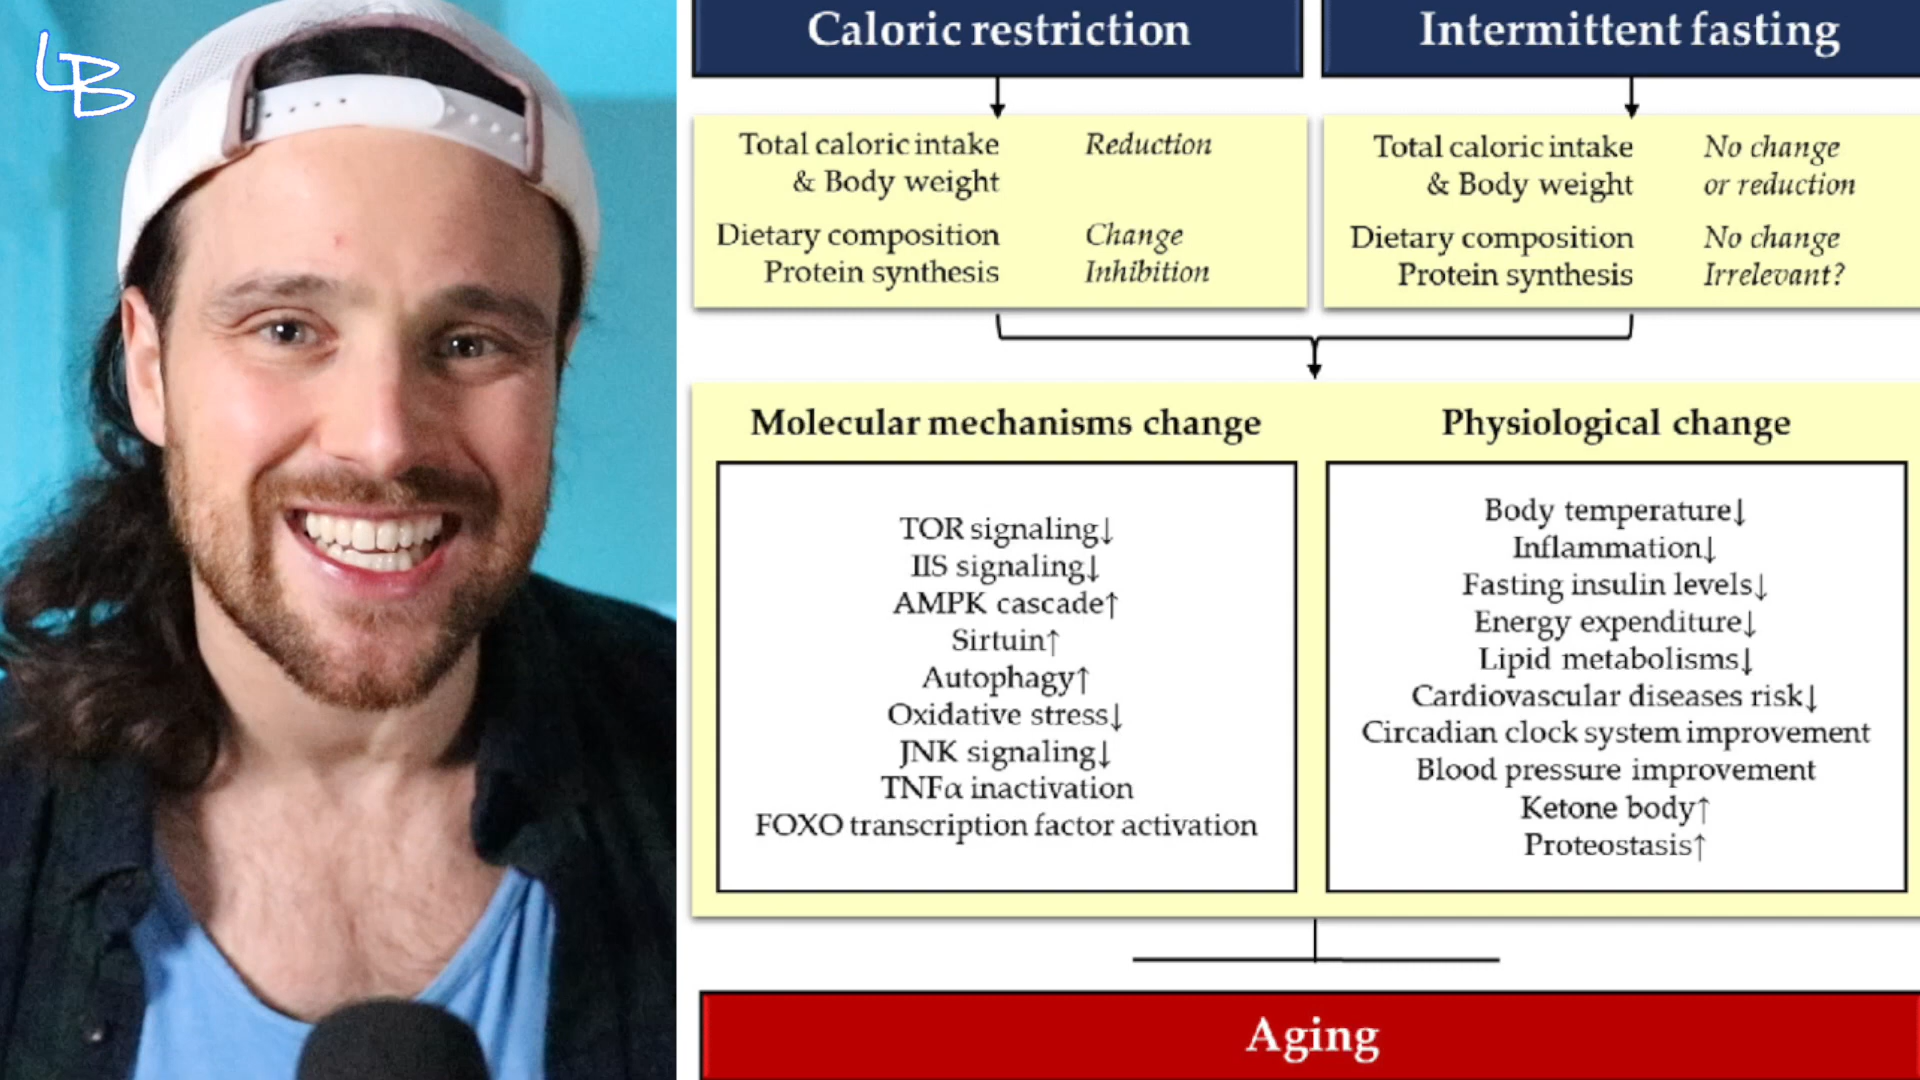 LB
Caloric restriction
Intermittent fasting
Total caloric intake Reduction
& Body weight
Dietary composition Change
Protein synthesis Inhibition
Total caloric intake No change
& Body weight or reduction
Dietary composition No change
Protein synthesis Irrelevant?
Molecular mechanisms change
TOR signaling↓
IIS signaling↓
AMPK cascade↑
Sirtuin↑
Autophagy↑
Oxidative stress↓
JNK signaling↓
TNFα inactivation
FOXO transcription factor activation
Physiological change
Body temperature↓
Inflammation↓
Fasting insulin levels↓
Energy expenditure↓
Lipid metabolisms↓
Cardiovascular diseases risk↓
Circadian clock system improvement
Blood pressure improvement
Ketone body↑
Proteostasis↑
Aging